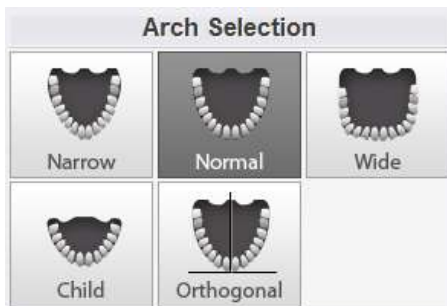 Arch Selection
Narrow
Normal
Wide
Child
Orthogonal